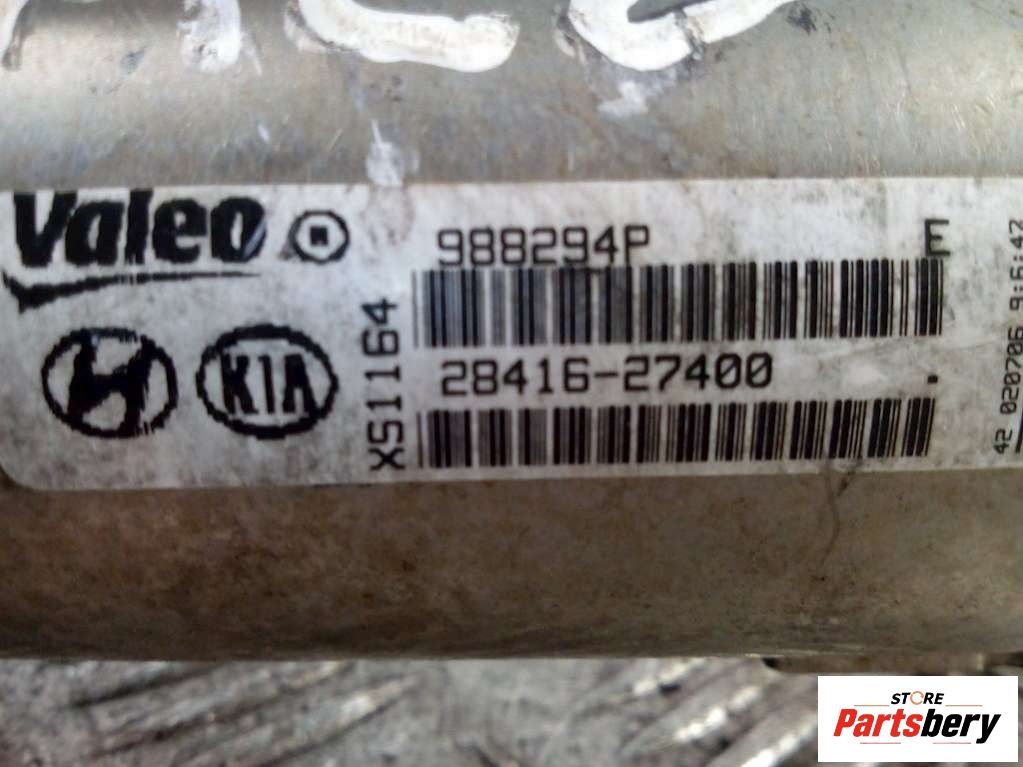 Valeo N
988294P E
KIA
XS1164
28416-27400 .
42 020706 9:6:47
STORE
Partsbery